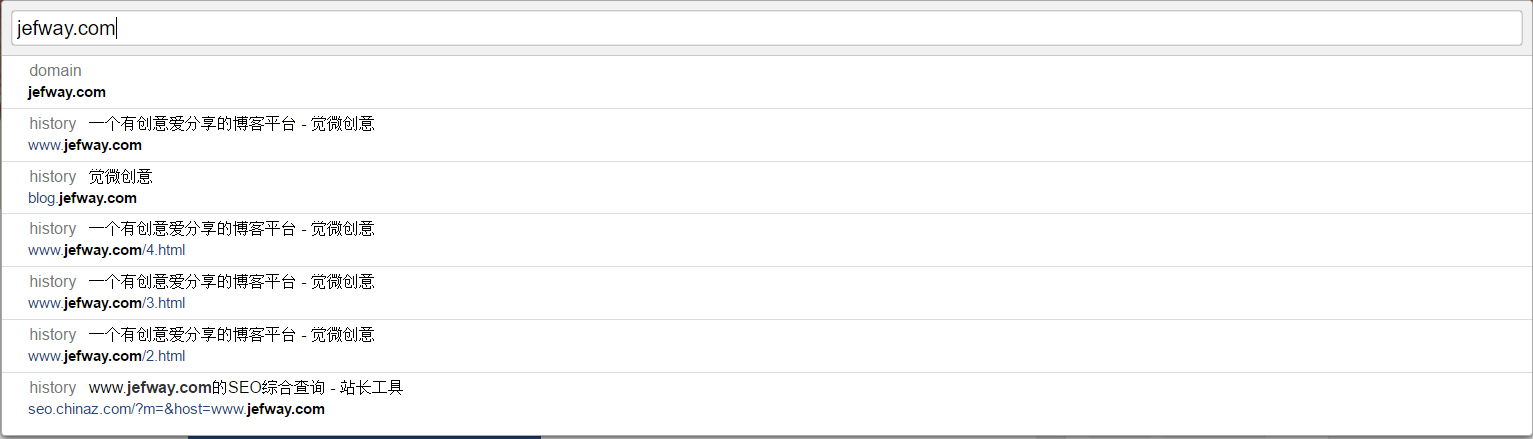 jefway.com
domain
jefway.com
history 一个有创意爱分享的博客平台 - 觉微创意
www.jefway.com
history 觉微创意
blog.jefway.com
history 一个有创意爱分享的博客平台 - 觉微创意
www.jefway.com/4.html
history 一个有创意爱分享的博客平台 - 觉微创意
www.jefway.com/3.html
history 一个有创意爱分享的博客平台 - 觉微创意
www.jefway.com/2.html
history www.jefway.com的SEO综合查询 - 站长工具
seo.chinaz.com/?m=&host=www.jefway.com